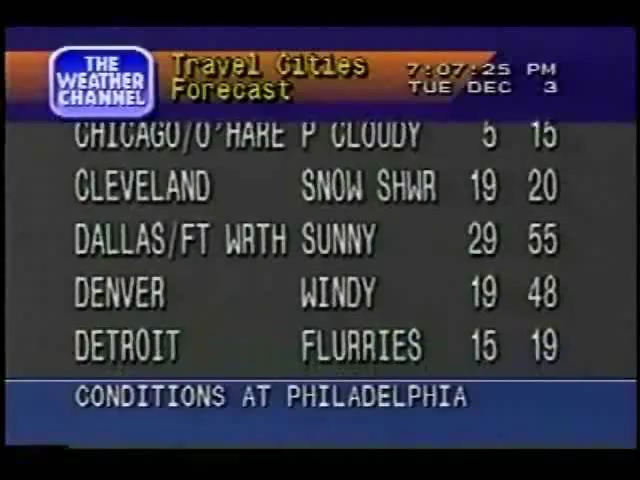 THE
WEATHER
CHANNEL
Travel Cities
Forecast
7:07:25 PM
TUE DEC 3
CHICAGO/O'HARE P CLOUDY 5 15
CLEVELAND SNOW SHWR 19 20
DALLAS/FT WRTH SUNNY 29 55
DENVER WINDY 19 48
DETROIT FLURRIES 15 19
CONDITIONS AT PHILADELPHIA